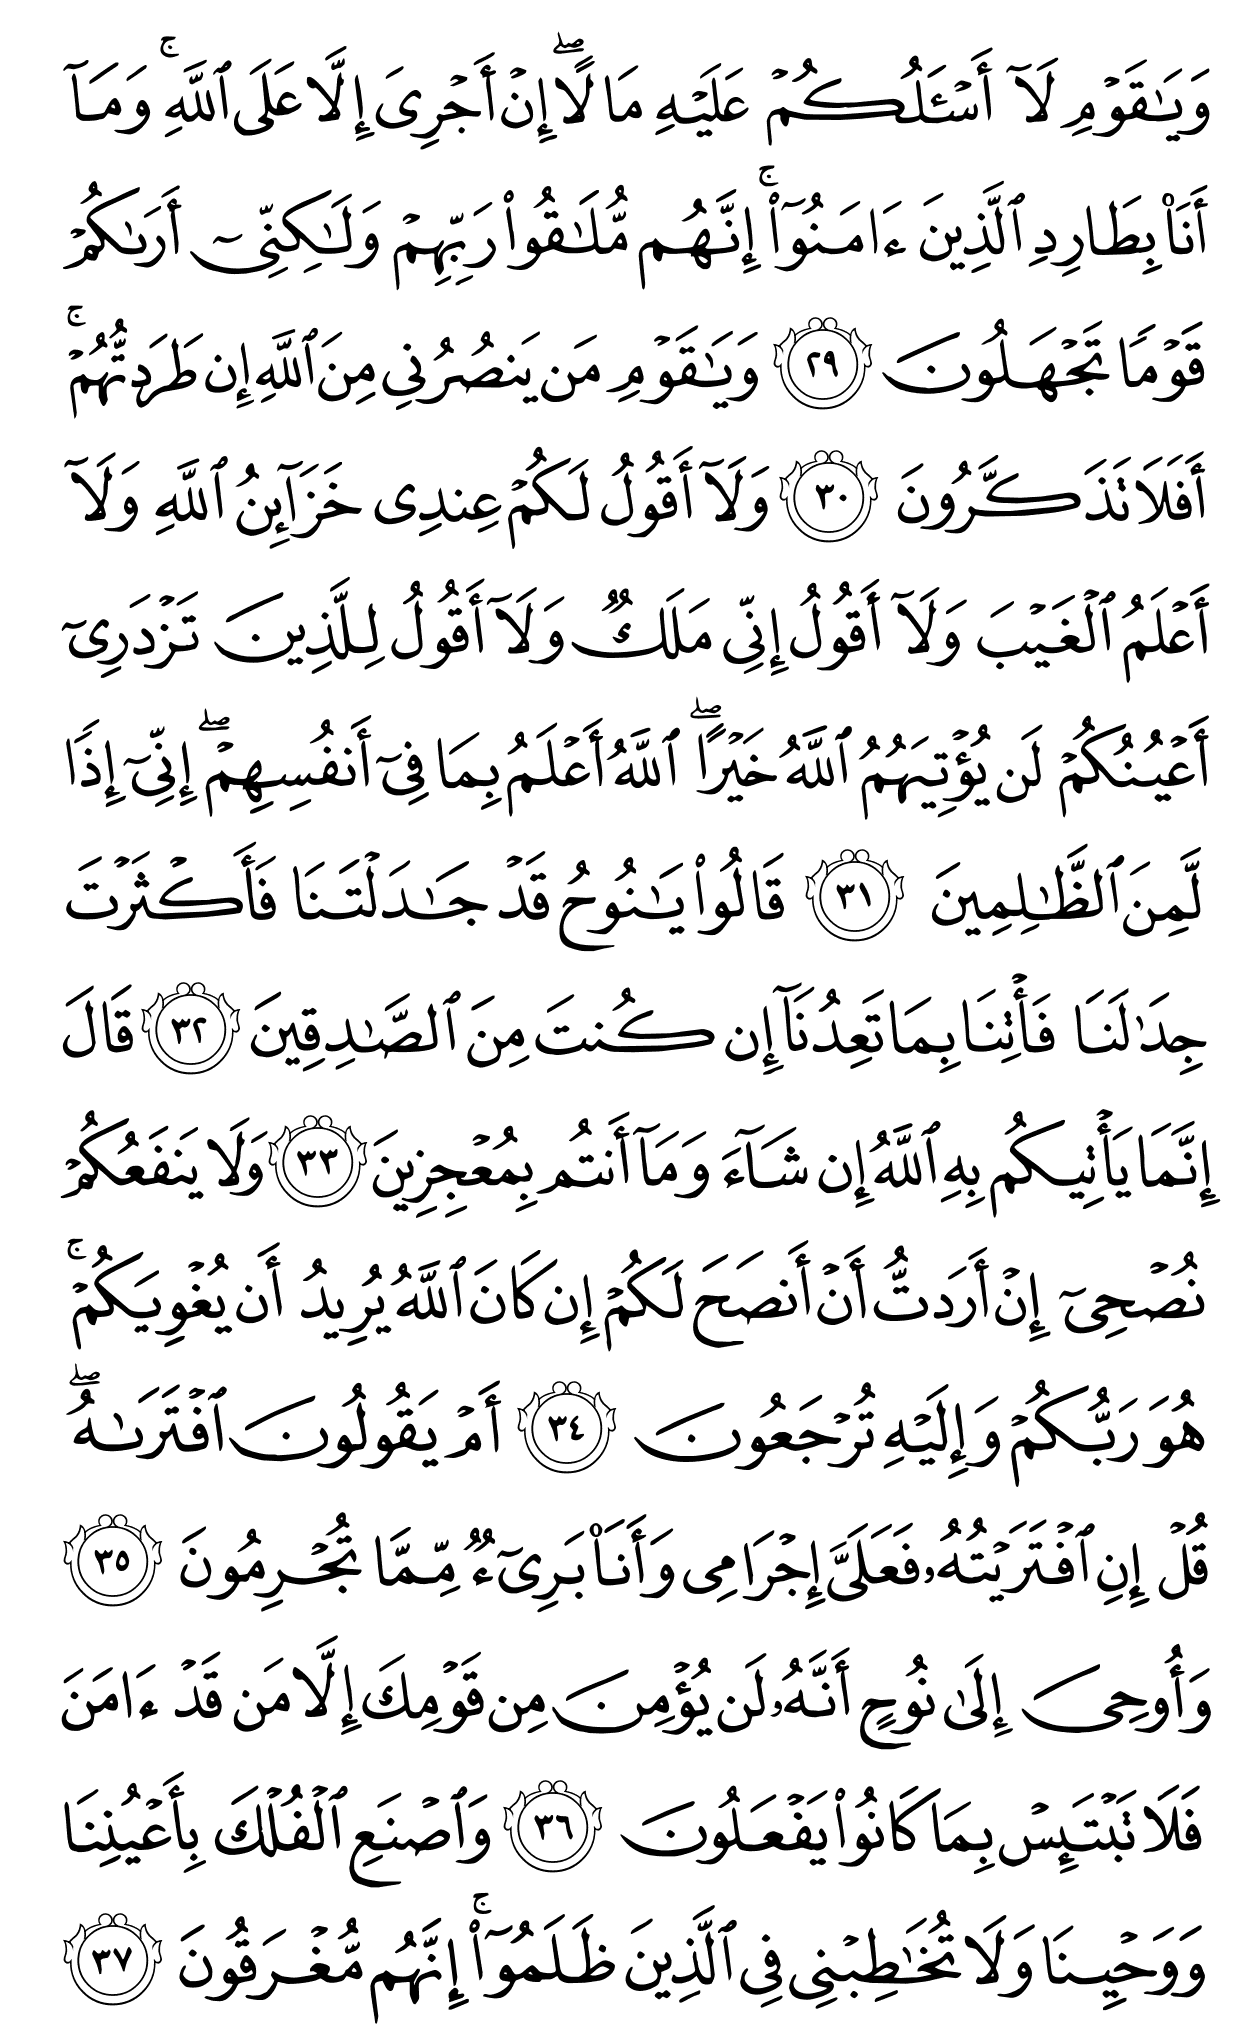 وَيَٰقَوۡمِ لَآ أَسۡـَٔلُكُمۡ عَلَيۡهِ مَالًاۖ إِنۡ أَجۡرِيَ إِلَّا عَلَى ٱللَّهِۚ وَمَآ
أَنَا۠ بِطَارِدِ ٱلَّذِينَ ءَامَنُوٓاْۚ إِنَّهُم مُّلَٰقُواْ رَبِّهِمۡ وَلَٰكِنِّيٓ أَرَىٰكُمۡ
قَوۡمٗا تَجۡهَلُونَ ٢٩ وَيَٰقَوۡمِ مَن يَنصُرُنِي مِنَ ٱللَّهِ إِن طَرَدتُّهُمۡۚ
أَفَلَا تَذَكَّرُونَ ٣٠ وَلَآ أَقُولُ لَكُمۡ عِندِي خَزَآئِنُ ٱللَّهِ وَلَآ
أَعۡلَمُ ٱلۡغَيۡبَ وَلَآ أَقُولُ إِنِّي مَلَكٞ وَلَآ أَقُولُ لِلَّذِينَ تَزۡدَرِيٓ
أَعۡيُنُكُمۡ لَن يُؤۡتِيَهُمُ ٱللَّهُ خَيۡرًاۖ ٱللَّهُ أَعۡلَمُ بِمَا فِيٓ أَنفُسِهِمۡۖ إِنِّيٓ إِذٗا
لَّمِنَ ٱلظَّٰلِمِينَ ٣١ قَالُواْ يَٰنُوحُ قَدۡ جَٰدَلۡتَنَا فَأَكۡثَرۡتَ
جِدَٰلَنَا فَأۡتِنَا بِمَا تَعِدُنَآ إِن كُنتَ مِنَ ٱلصَّٰدِقِينَ ٣٢ قَالَ
إِنَّمَا يَأۡتِيكُم بِهِ ٱللَّهُ إِن شَآءَ وَمَآ أَنتُم بِمُعۡجِزِينَ ٣٣ وَلَا يَنفَعُكُمۡ
نُصۡحِيٓ إِنۡ أَرَدتُّ أَنۡ أَنصَحَ لَكُمۡ إِن كَانَ ٱللَّهُ يُرِيدُ أَن يُغۡوِيَكُمۡۚ
هُوَ رَبُّكُمۡ وَإِلَيۡهِ تُرۡجَعُونَ ٣٤ أَمۡ يَقُولُونَ ٱفۡتَرَىٰهُۖ
قُلۡ إِنِ ٱفۡتَرَيۡتُهُۥ فَعَلَيَّ إِجۡرَامِي وَأَنَا۠ بَرِيٓءٞ مِّمَّا تُجۡرِمُونَ ٣٥
وَأُوحِيَ إِلَىٰ نُوحٍ أَنَّهُۥ لَن يُؤۡمِنَ مِن قَوۡمِكَ إِلَّا مَن قَدۡ ءَامَنَ
فَلَا تَبۡتَئِسۡ بِمَا كَانُواْ يَفۡعَلُونَ ٣٦ وَٱصۡنَعِ ٱلۡفُلۡكَ بِأَعۡيُنِنَا
وَوَحۡيِنَا وَلَا تُخَٰطِبۡنِي فِي ٱلَّذِينَ ظَلَمُوٓاْۚ إِنَّهُم مُّغۡرَقُونَ ٣٧